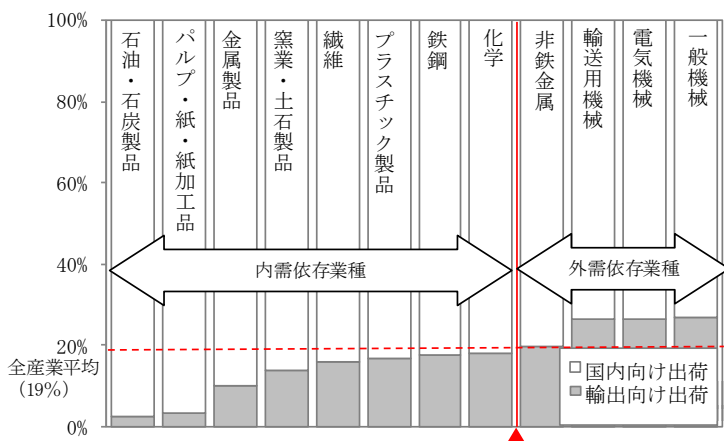 100%
80%
60%
40%
20%
0%
全産業平均
（19%）
石油・石炭製品
パルプ・紙・紙加工品
金属製品
窯業・土石製品
繊維
プラスチック製品
鉄鋼
化学
非鉄金属
輸送用機械
電気機械
一般機械
内需依存業種
外需依存業種
国内向け出荷
輸出向け出荷